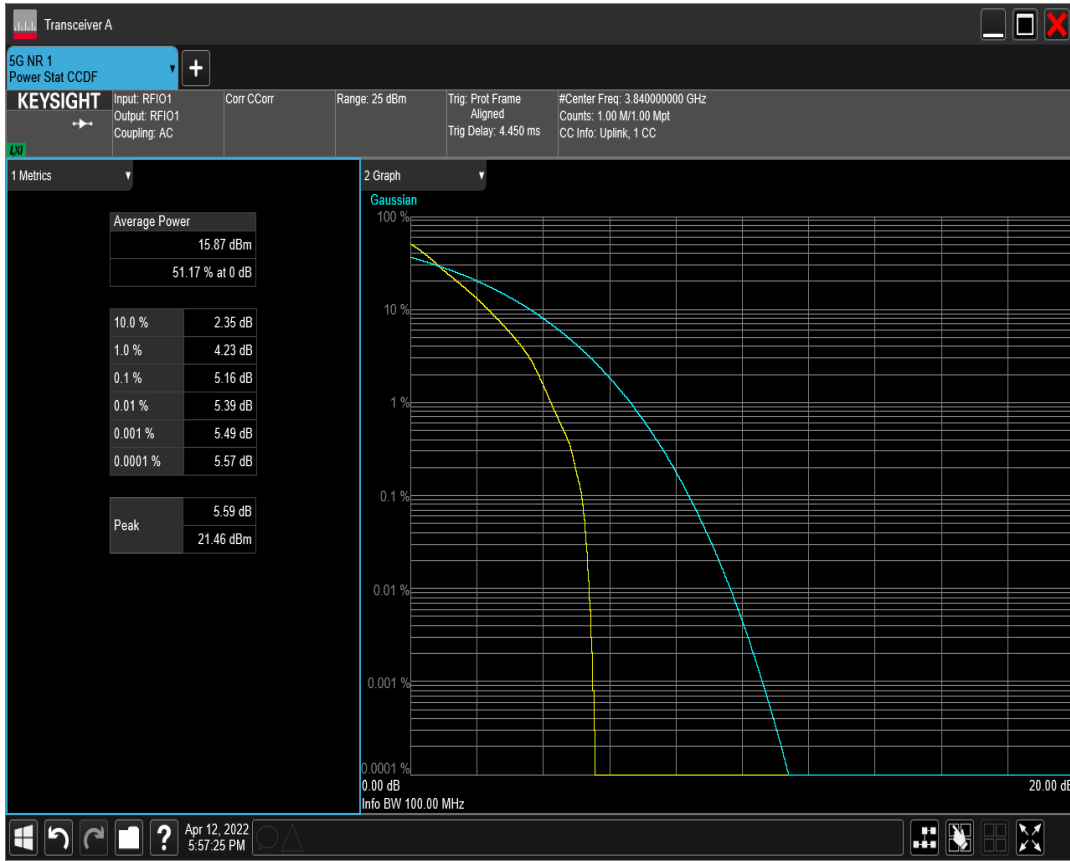 Transceiver A
5G NR 1
Power Stat CCDF
KEYSIGHT
LXI
Input: RFIO1
Output: RFIO1
Coupling: AC
Corr CCorr
Range: 25 dBm
Trig: Prot Frame
Aligned
Trig Delay: 4.450 ms
#Center Freq: 3.840000000 GHz
Counts: 1.00 M/1.00 Mpt
CC Info: Uplink, 1 CC
1 Metrics
Average Power
15.87 dBm
51.17 % at 0 dB
10.0 % 2.35 dB
1.0 % 4.23 dB
0.1 % 5.16 dB
0.01 % 5.39 dB
0.001 % 5.49 dB
0.0001 % 5.57 dB
Peak 5.59 dB
21.46 dBm
2 Graph
Gaussian
100 %
10 %
1 %
0.1 %
0.01 %
0.001 %
0.0001 %
0.00 dB 20.00 dB
Info BW 100.00 MHz
? Apr 12, 2022
5:57:25 PM